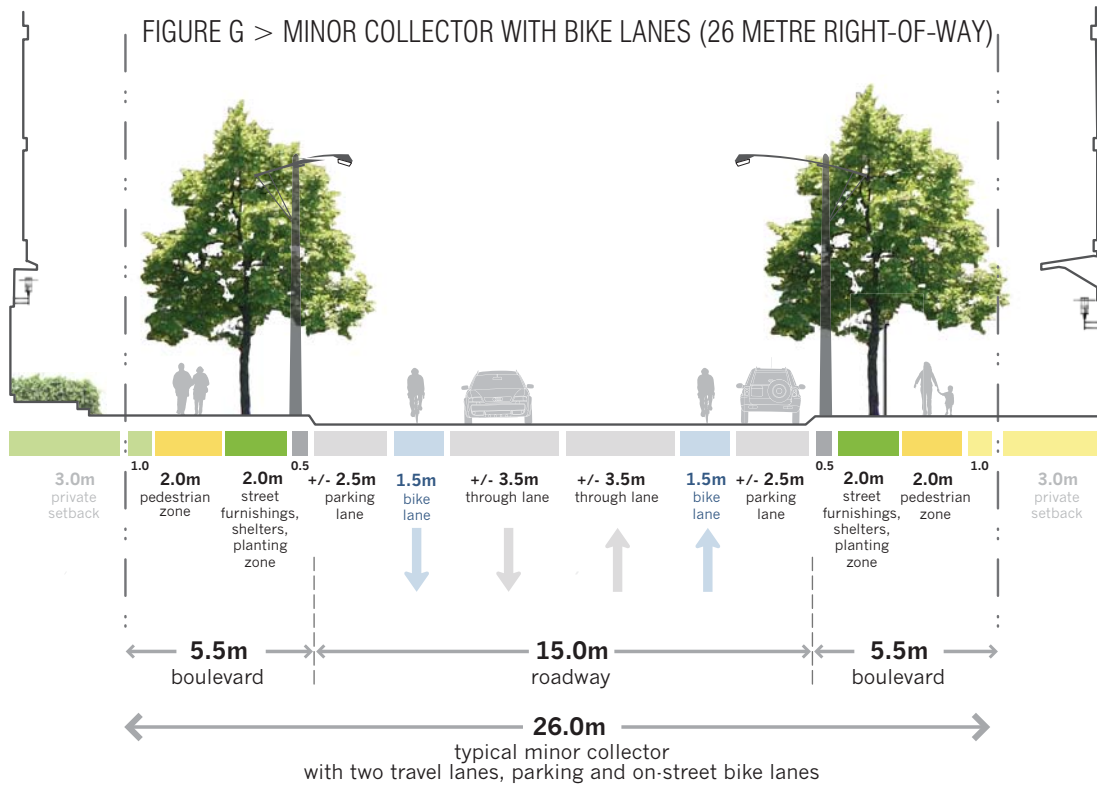 FIGURE G > MINOR COLLECTOR WITH BIKE LANES (26 METRE RIGHT-OF-WAY)
3.0m
private
setback
1.0
2.0m
pedestrian
zone
2.0m
street
furnishings,
shelters,
planting
zone
0.5
+/- 2.5m
parking
lane
1.5m
bike
lane
+/- 3.5m
through lane
+/- 3.5m
through lane
1.5m
bike
lane
+/- 2.5m
parking
lane
0.5
2.0m
street
furnishings,
shelters,
planting
zone
2.0m
pedestrian
zone
1.0
3.0m
private
setback
5.5m
boulevard
15.0m
roadway
5.5m
boulevard
26.0m
typical minor collector
with two travel lanes, parking and on-street bike lanes